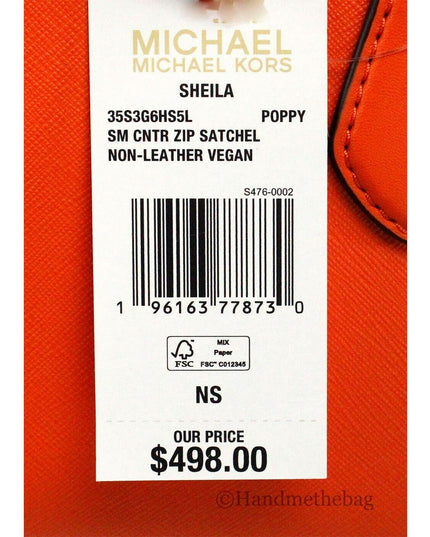 MICHAEL
MICHAEL KORS
SHEILA
35S3G6HS5L POPPY
SM CNTR ZIP SATCHEL
NON-LEATHER VEGAN
S476-0002
1 96163 77873 0
FSC MIX
Paper
FSC™ C012345
NS
OUR PRICE
$498.00
©Handmethebag